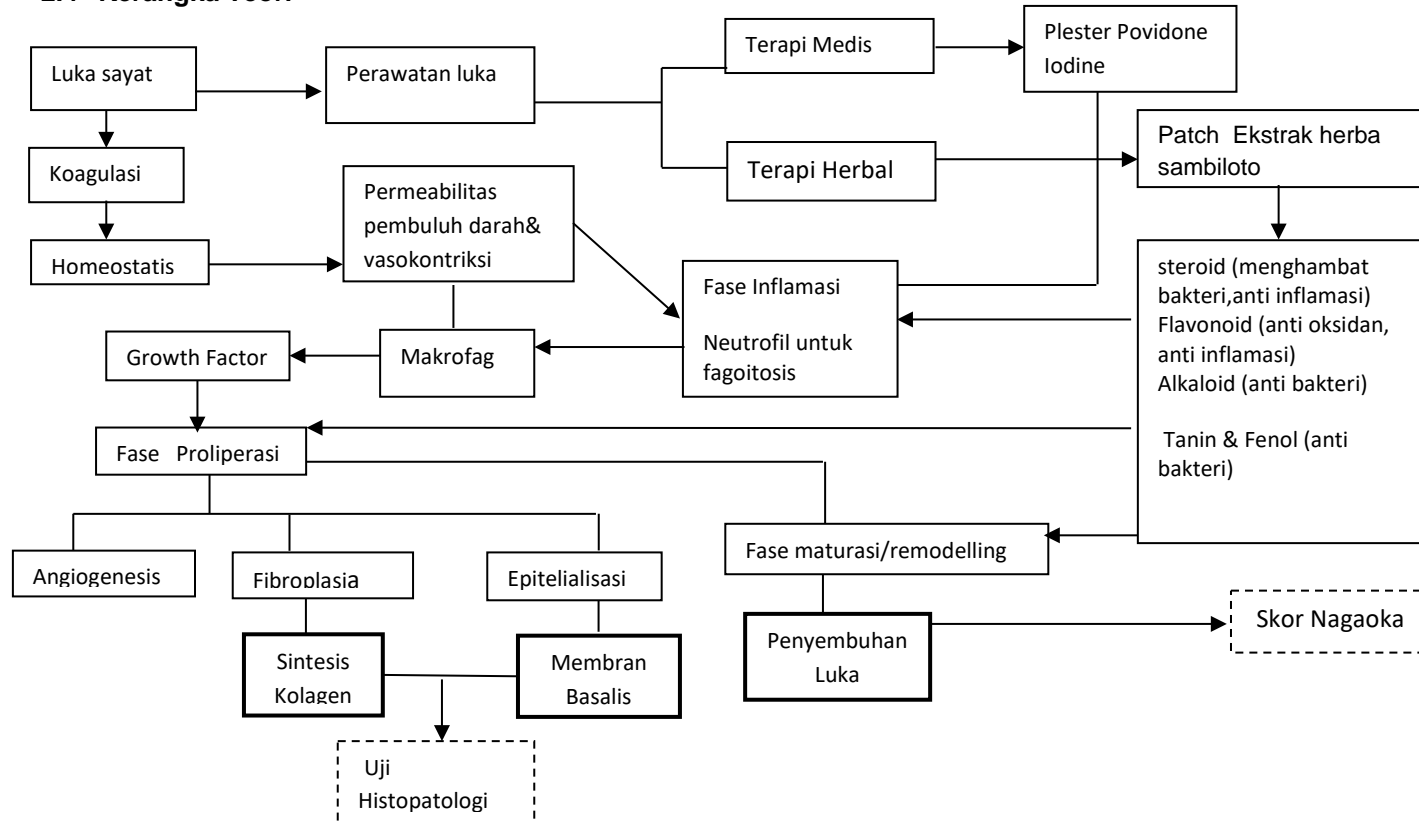 Luka sayat
Perawatan luka
Terapi Medis
Plester Povidone
Iodine
Koagulasi
Terapi Herbal
Patch Ekstrak herba
sambiloto
Homeostatis
Permeabilitas
pembuluh darah&
vasokontriksi
Fase Inflamasi
Neutrofil untuk
fagoitosis
steroid (menghambat
bakteri,anti inflamasi)
Flavonoid (anti oksidan,
anti inflamasi)
Alkaloid (anti bakteri)
Tanin & Fenol (anti
bakteri)
Growth Factor
Makrofag
Fase Proliperasi
Angiogenesis
Fibroplasia
Epitelialisasi
Fase maturasi/remodelling
Sintesis
Kolagen
Membran
Basalis
Penyembuhan
Luka
Skor Nagaoka
Uji
Histopatologi